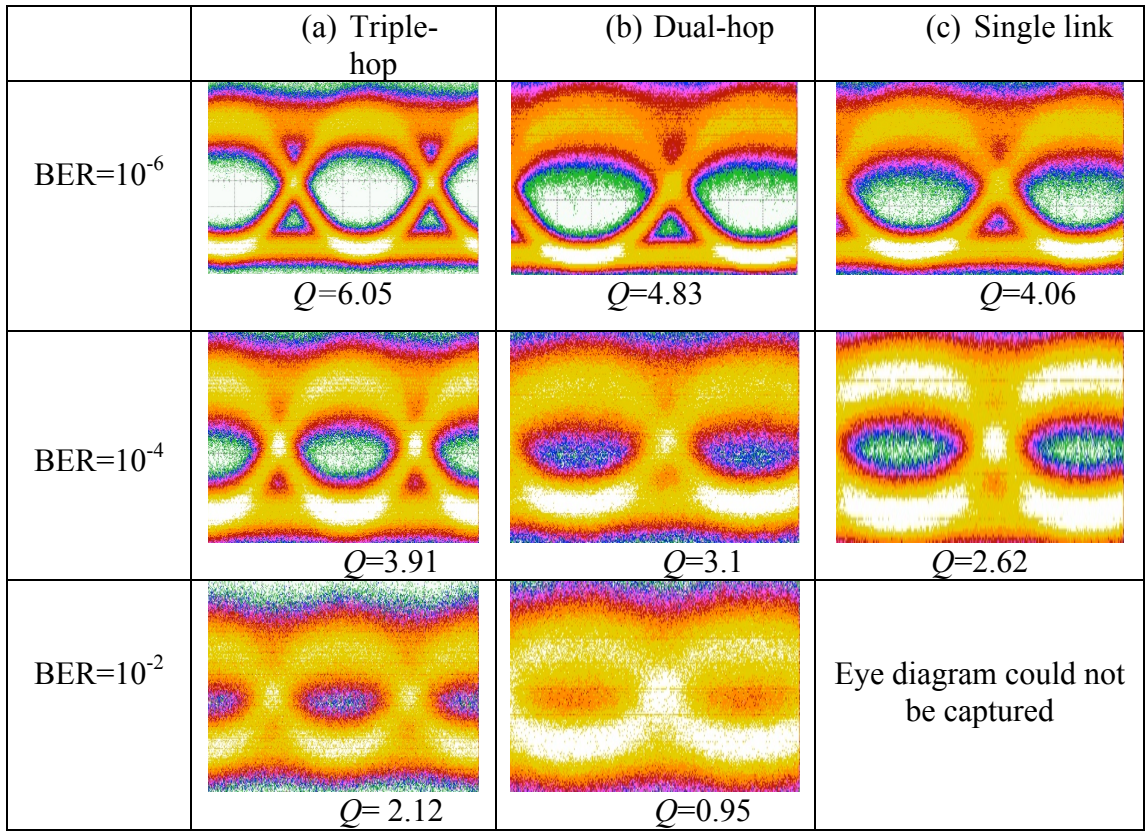 (a) Triple-
hop
(b) Dual-hop
(c) Single link
BER=10⁻⁶
Q=6.05
Q=4.83
Q=4.06
BER=10⁻⁴
Q=3.91
Q=3.1
Q=2.62
BER=10⁻²
Q= 2.12
Q=0.95
Eye diagram could not
be captured